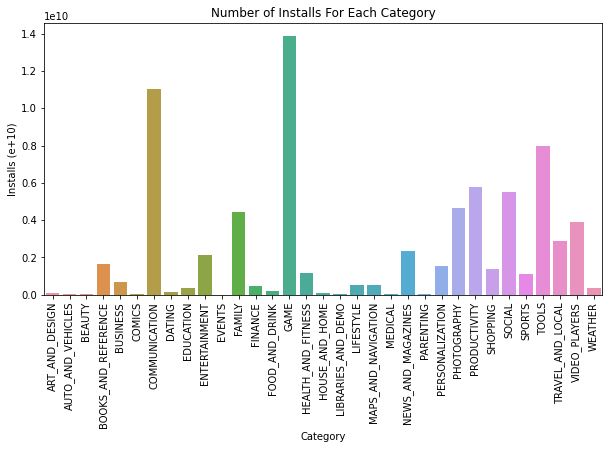 Number of Installs For Each Category
1e10
1.4
1.2
1.0
0.8
0.6
0.4
0.2
0.0
Installs (e+10)
ART_AND_DESIGN
AUTO_AND_VEHICLES
BEAUTY
BOOKS_AND_REFERENCE
BUSINESS
COMICS
COMMUNICATION
DATING
EDUCATION
ENTERTAINMENT
EVENTS
FAMILY
FINANCE
FOOD_AND_DRINK
GAME
HEALTH_AND_FITNESS
HOUSE_AND_HOME
LIBRARIES_AND_DEMO
LIFESTYLE
MAPS_AND_NAVIGATION
MEDICAL
NEWS_AND_MAGAZINES
PARENTING
PERSONALIZATION
PHOTOGRAPHY
PRODUCTIVITY
SHOPPING
SOCIAL
SPORTS
TOOLS
TRAVEL_AND_LOCAL
VIDEO_PLAYERS
WEATHER
Category